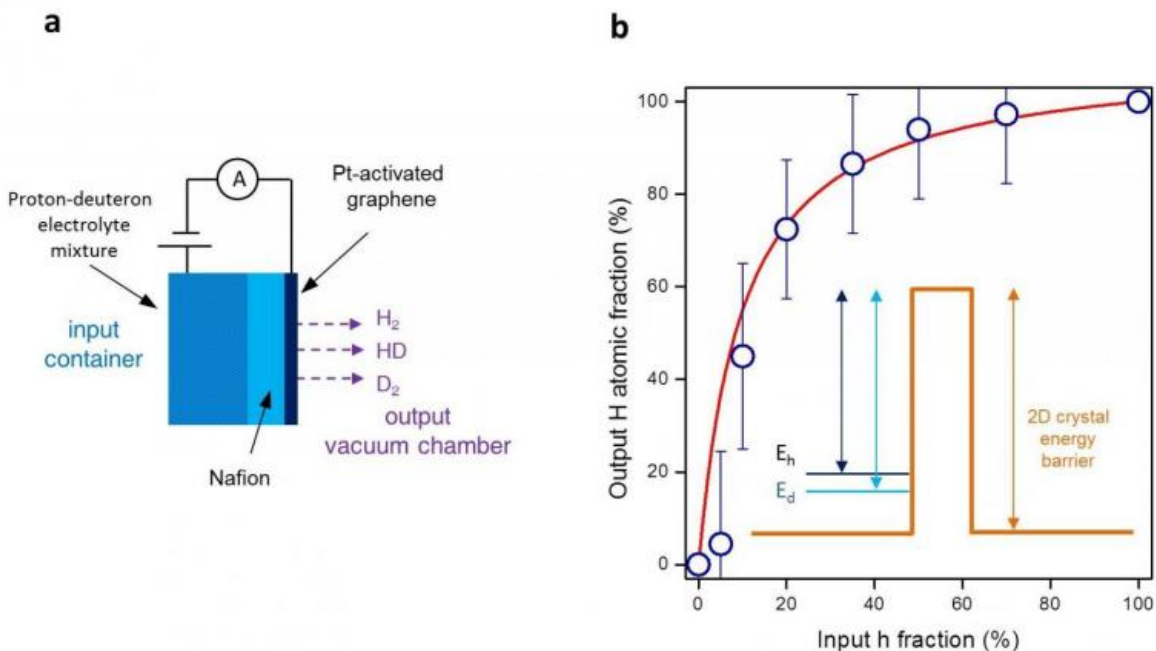 a
A
Proton-deuteron
electrolyte
mixture
Pt-activated
graphene
input
container
H2
HD
D2
output
vacuum chamber
Nafion
b
Output H atomic fraction (%)
100
80
60
40
20
0
Eh
Ed
2D crystal
energy
barrier
0 20 40 60 80 100
Input h fraction (%)